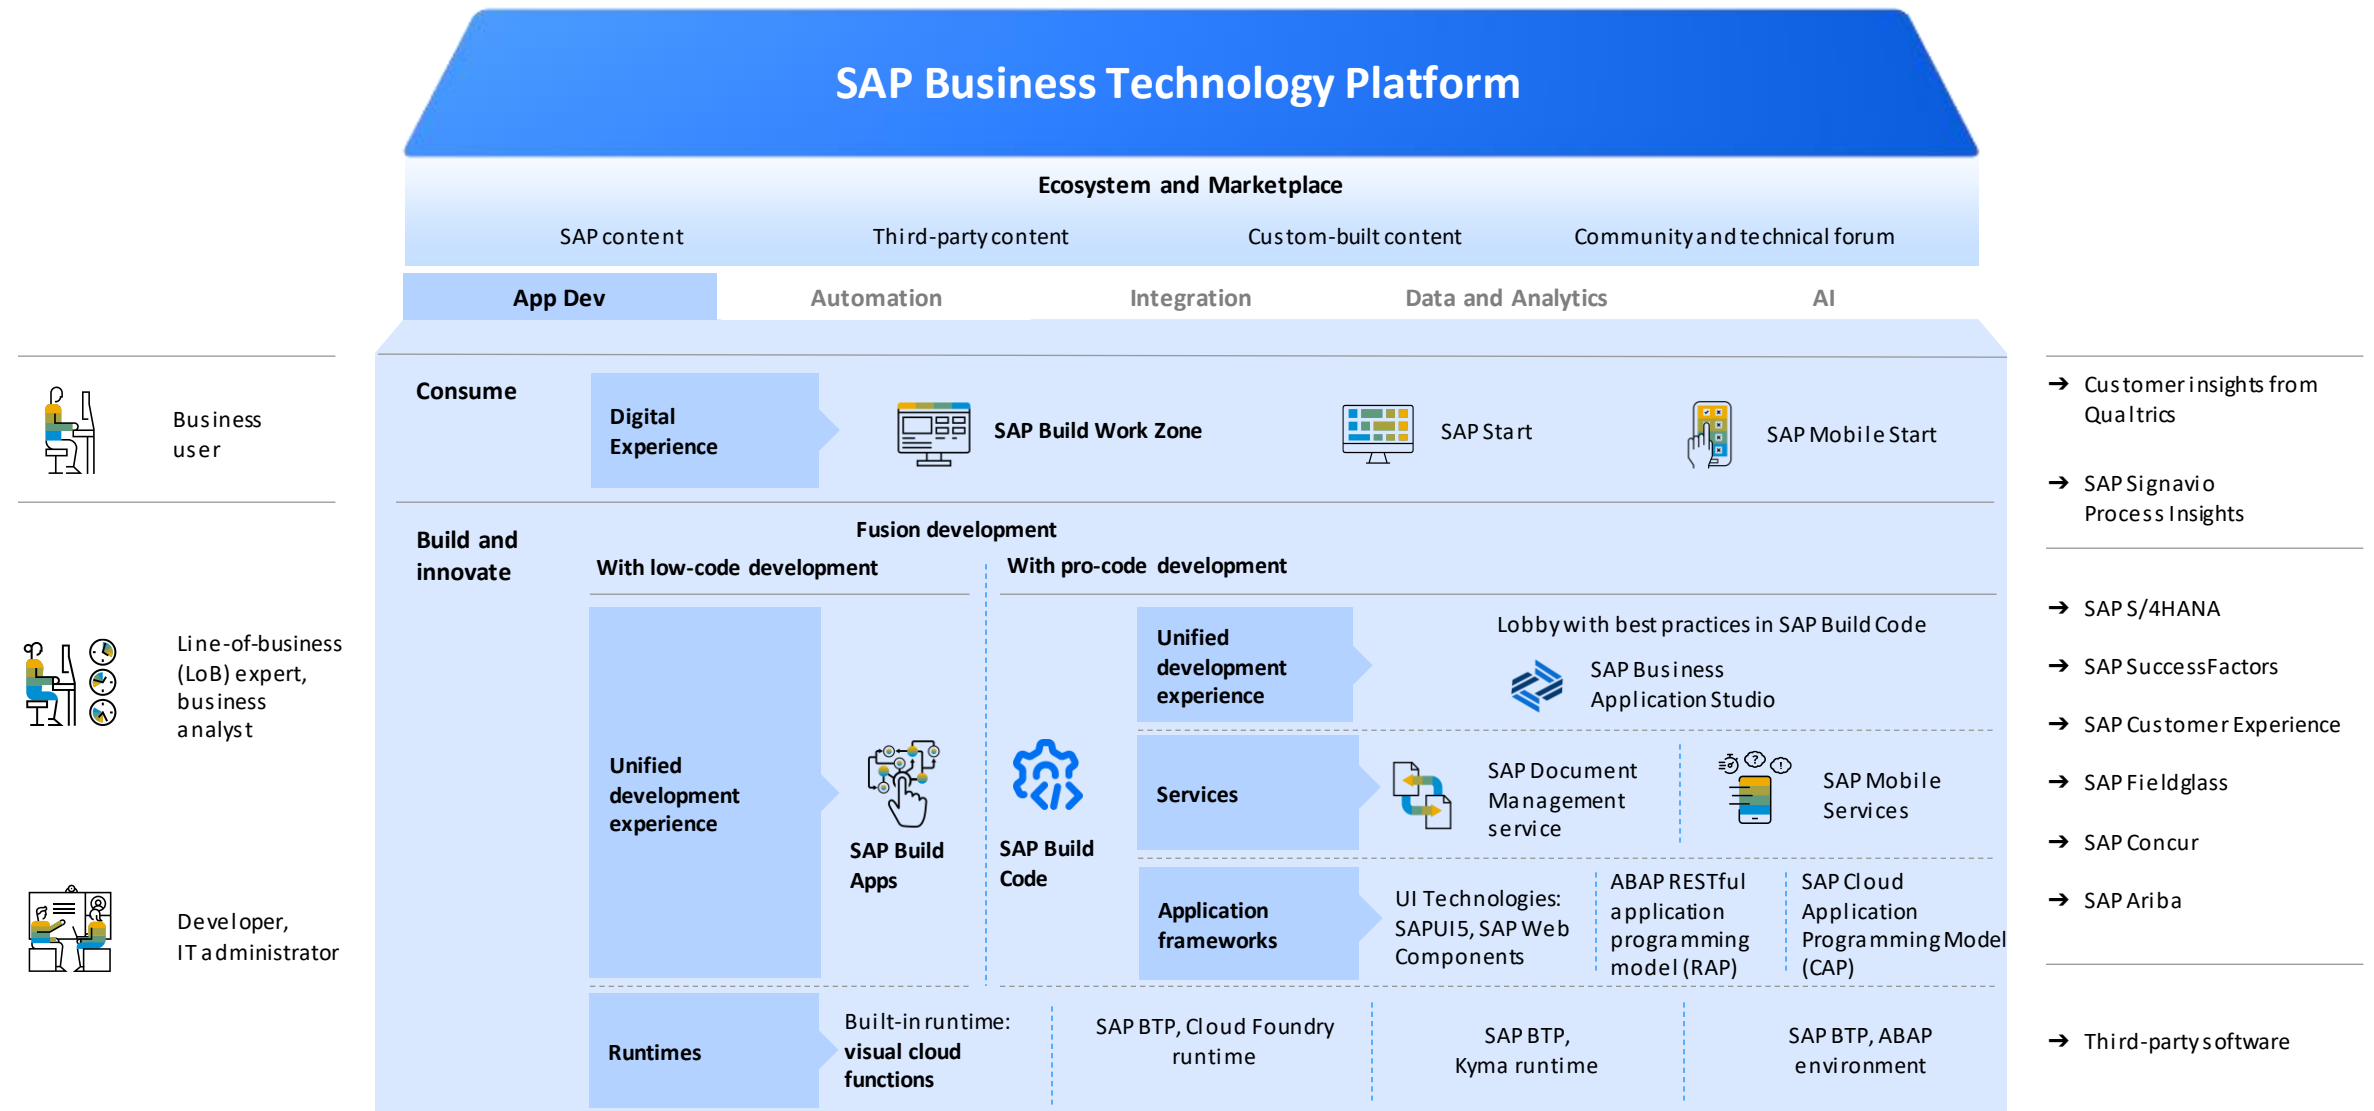 SAP Business Technology Platform
Ecosystem and Marketplace
SAP content
Third-party content
Custom-built content
Community and technical forum
App Dev
Automation
Integration
Data and Analytics
AI
Business
user
Line-of-business
(LoB) expert,
business
analyst
Developer,
IT administrator
Consume
Digital
Experience
SAP Build Work Zone
SAP Start
SAP Mobile Start
Build and
innovate
Fusion development
With low-code development
With pro-code development
Unified
development
experience
SAP Build
Apps
SAP Build
Code
Unified
development
experience
Lobby with best practices in SAP Build Code
SAP Business
Application Studio
Services
SAP Document
Management
service
SAP Mobile
Services
Application
frameworks
UI Technologies:
SAPUI5, SAP Web
Components
ABAP RESTful
application
programming
model (RAP)
SAP Cloud
Application
Programming Model
(CAP)
Runtimes
Built-in runtime:
visual cloud
functions
SAP BTP, Cloud Foundry
runtime
SAP BTP,
Kyma runtime
SAP BTP, ABAP
environment
➔ Customer insights from
Qualtrics
➔ SAP Signavio
Process Insights
➔ SAP S/4HANA
➔ SAP SuccessFactors
➔ SAP Customer Experience
➔ SAP Fieldglass
➔ SAP Concur
➔ SAP Ariba
➔ Third-party software